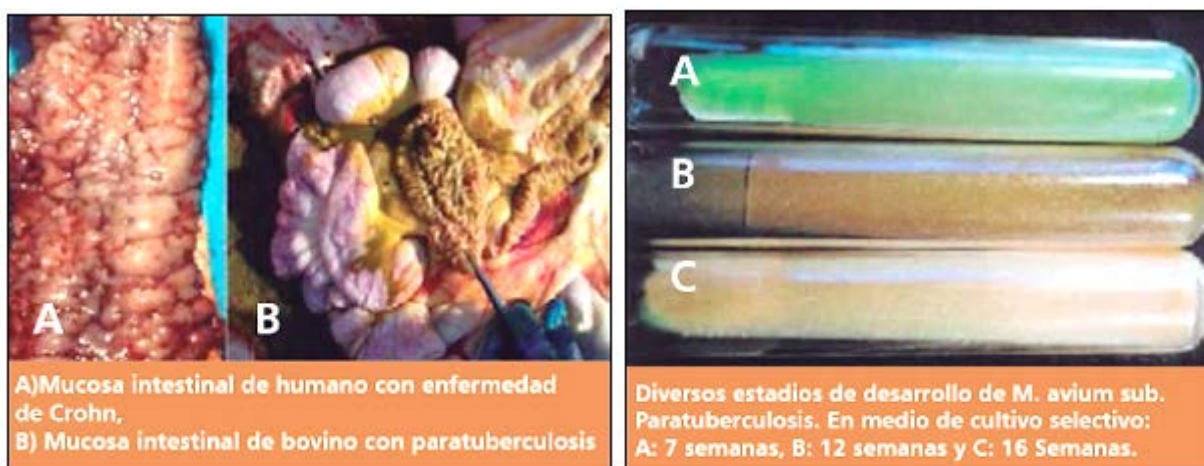 A
B
A)Mucosa intestinal de humano con enfermedad
de Crohn,
B) Mucosa intestinal de bovino con paratuberculosis
A
B
C
Diversos estadios de desarrollo de M. avium sub.
Paratuberculosis. En medio de cultivo selectivo:
A: 7 semanas, B: 12 semanas y C: 16 Semanas.